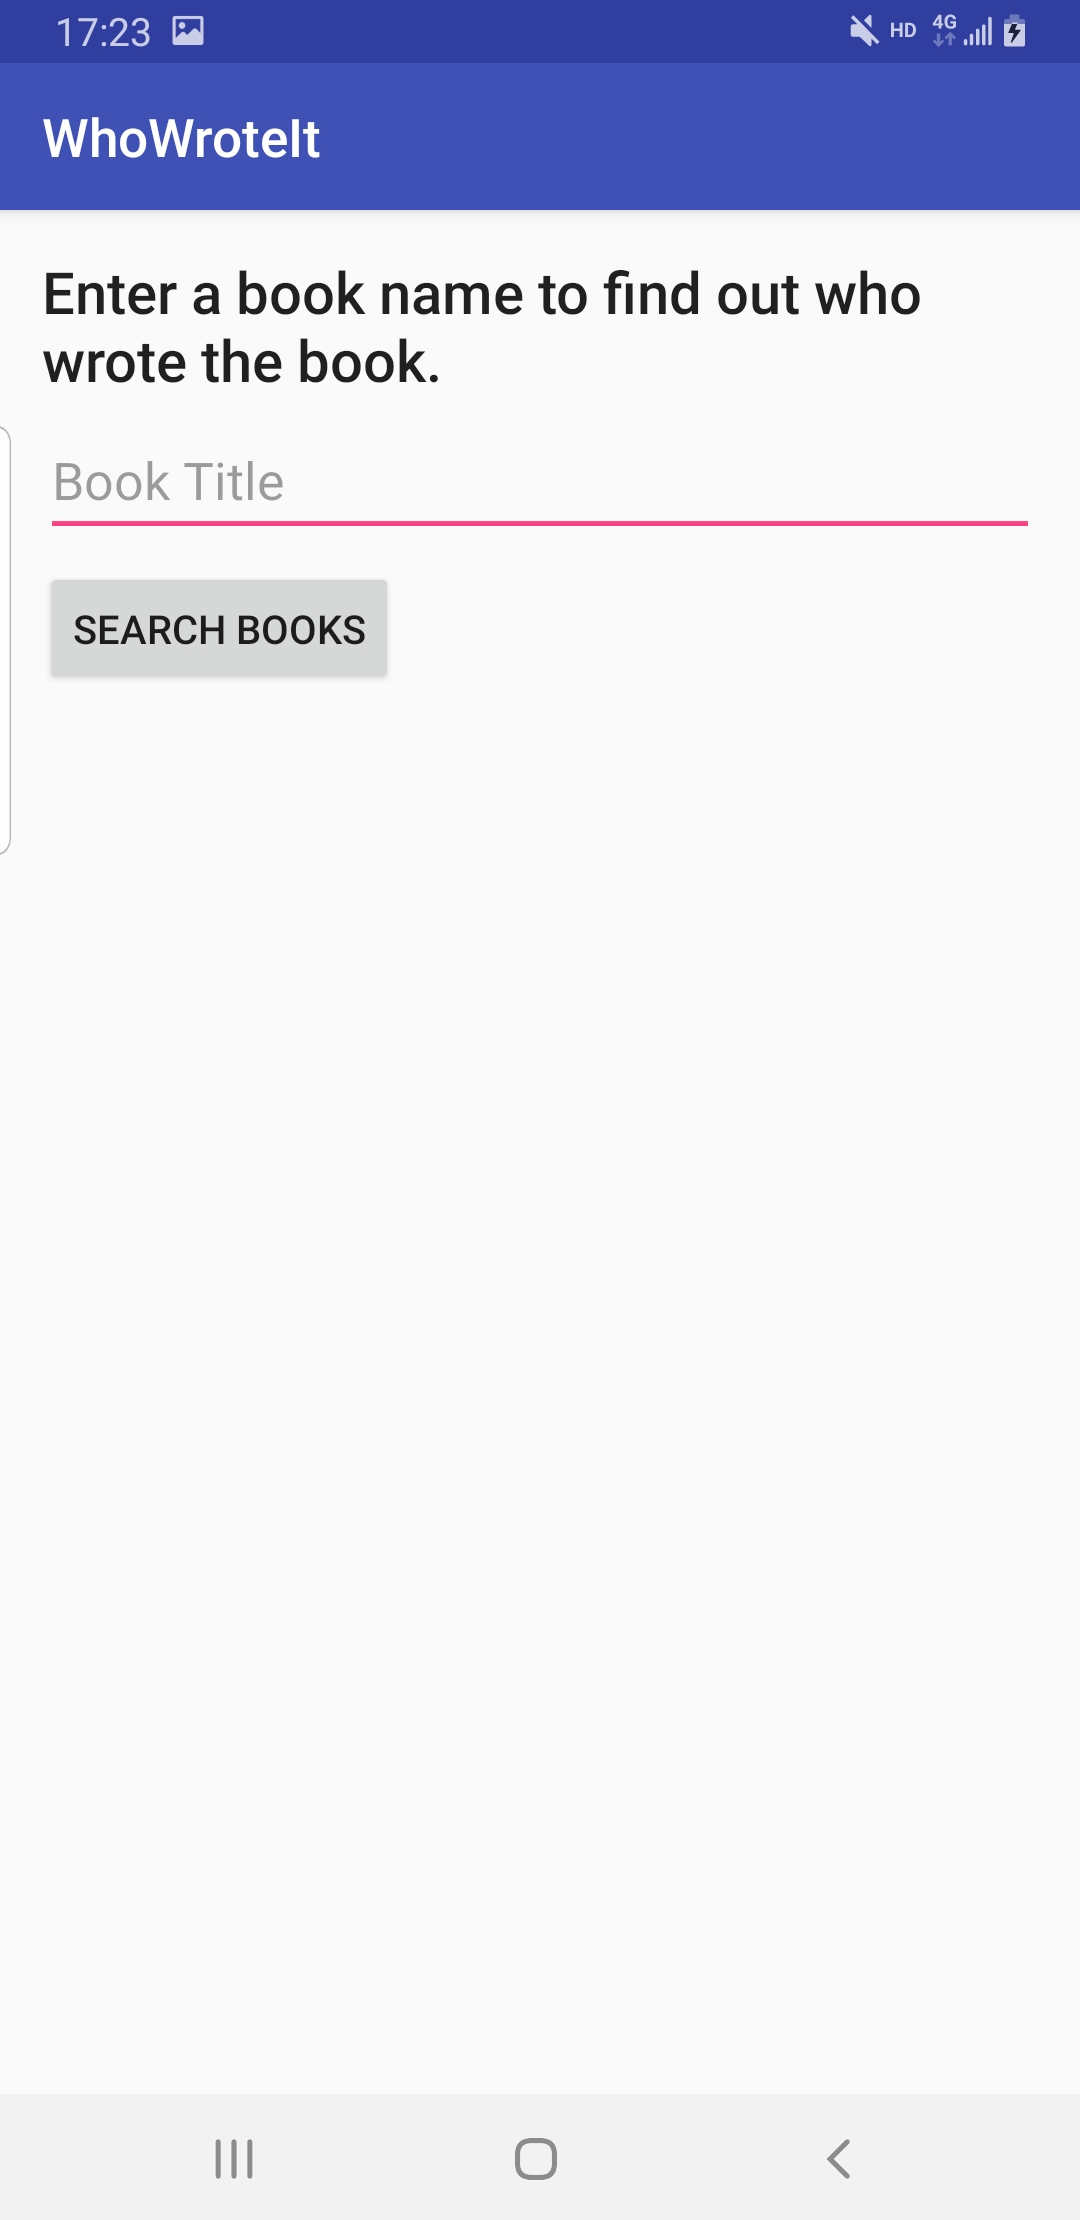 17:23
HD 4G
WhoWroteIt
Enter a book name to find out who
wrote the book.
Book Title
SEARCH BOOKS